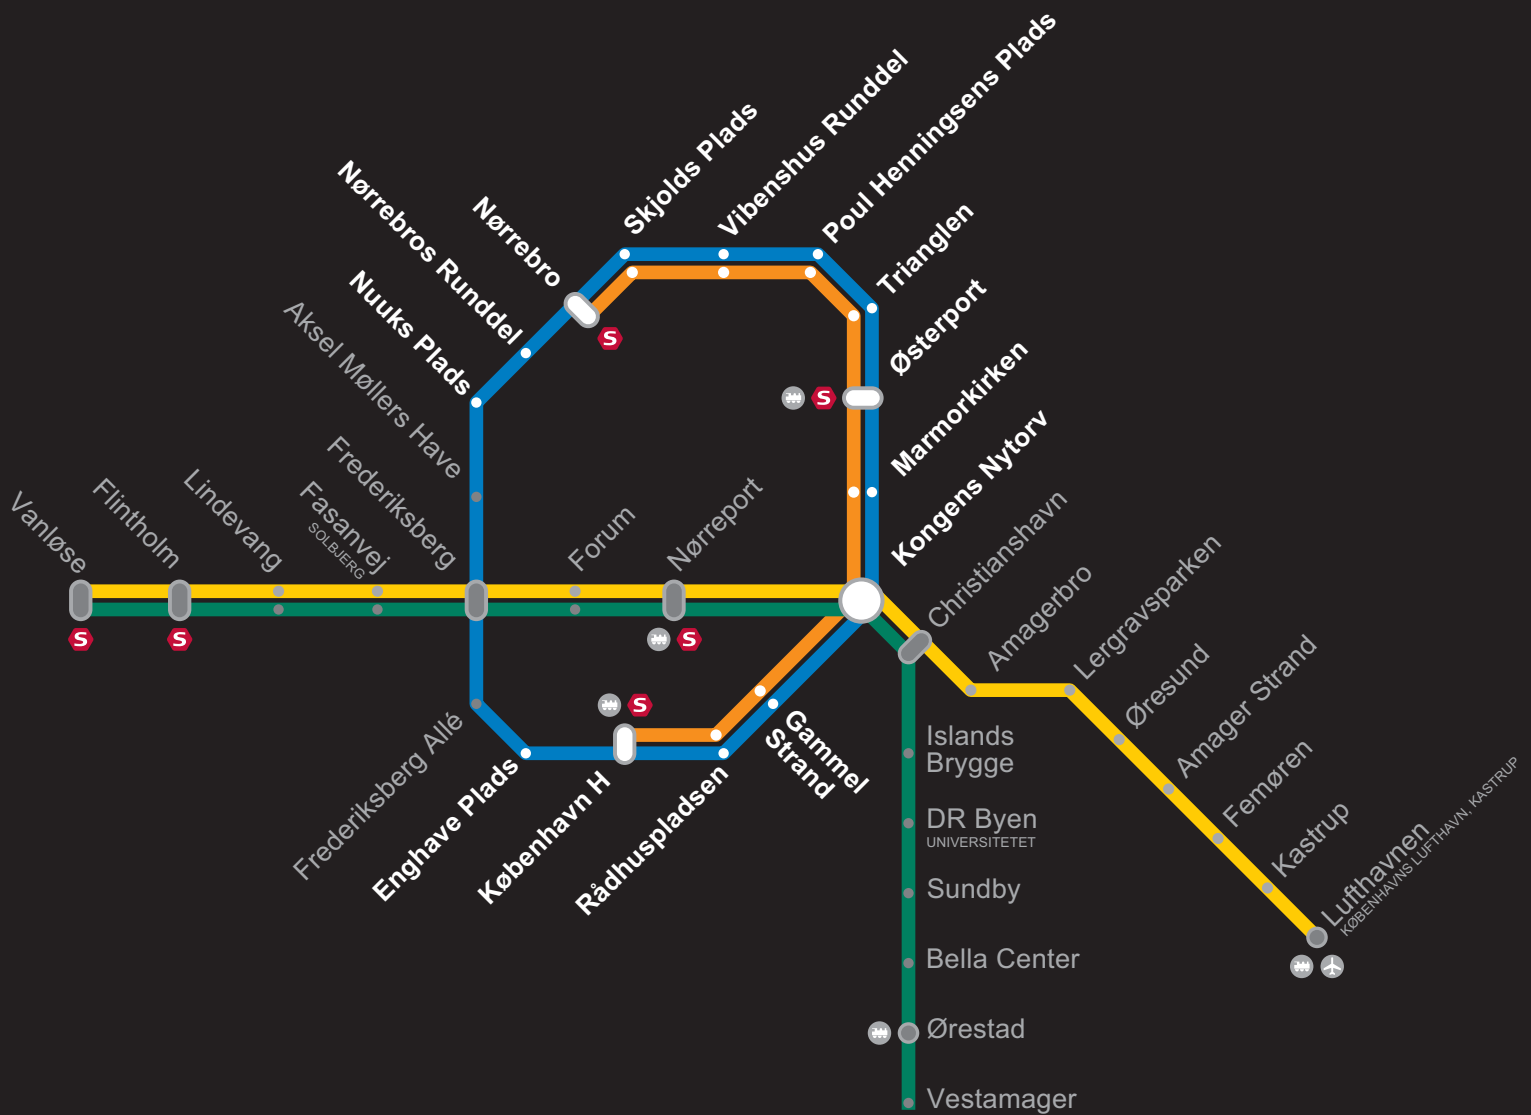 Poul Henningsens Plads
Vibenshus Runddel
Skjolds Plads
Nørrebros Runddel
Nørrebro
Trianglen
Nuuks Plads
Østerport
Aksel Møllers Have
Marmorkirken
S
S
Frederiksberg
Kongens Nytorv
Vanløse
Flintholm
Lindevang
Fasanvej
SOLBJERG
Forum
Nørreport
Christianshavn
Amagerbro
Lergravsparken
S
S
S
S
Øresund
Amager Strand
Frederiksberg Allé
Gammel
Strand
Islands
Brygge
Enghave Plads
København H
Rådhuspladsen
Femøren
DR Byen
UNIVERSITETET
Kastrup
Lufthavnen
KØBENHAVNS LUFTHAVN, KASTRUP
Sundby
Bella Center
Ørestad
Vestamager